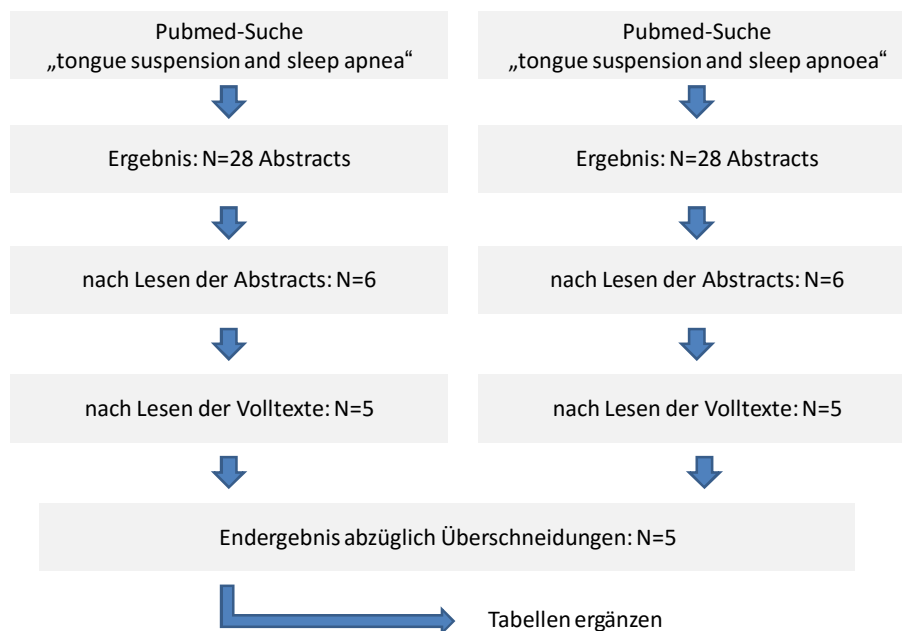 Pubmed-Suche
„tongue suspension and sleep apnea“
Pubmed-Suche
„tongue suspension and sleep apnoea“
Ergebnis: N=28 Abstracts
Ergebnis: N=28 Abstracts
nach Lesen der Abstracts: N=6
nach Lesen der Abstracts: N=6
nach Lesen der Volltexte: N=5
nach Lesen der Volltexte: N=5
Endergebnis abzüglich Überschneidungen: N=5
Tabellen ergänzen